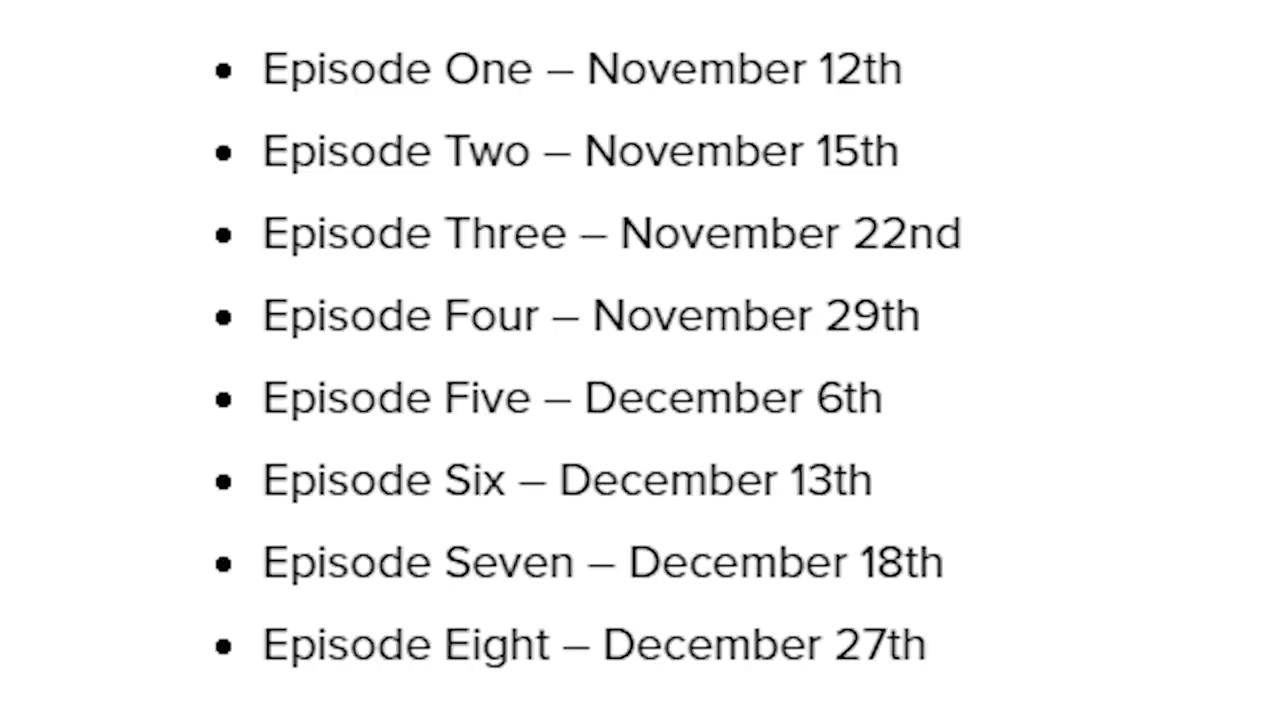 • Episode One – November 12th
• Episode Two – November 15th
• Episode Three – November 22nd
• Episode Four – November 29th
• Episode Five – December 6th
• Episode Six – December 13th
• Episode Seven – December 18th
• Episode Eight – December 27th